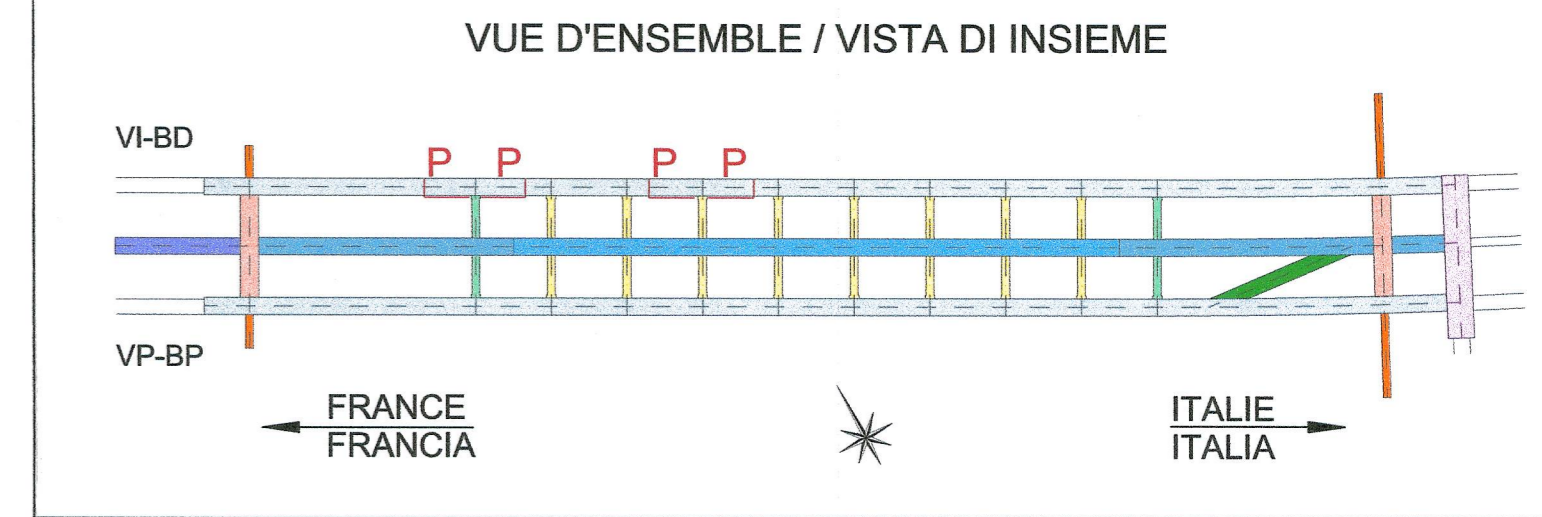 VUE D'ENSEMBLE / VISTA DI INSIEME
VI-BD
P P P P
VP-BP
FRANCE
FRANCIA
ITALIE
ITALIA